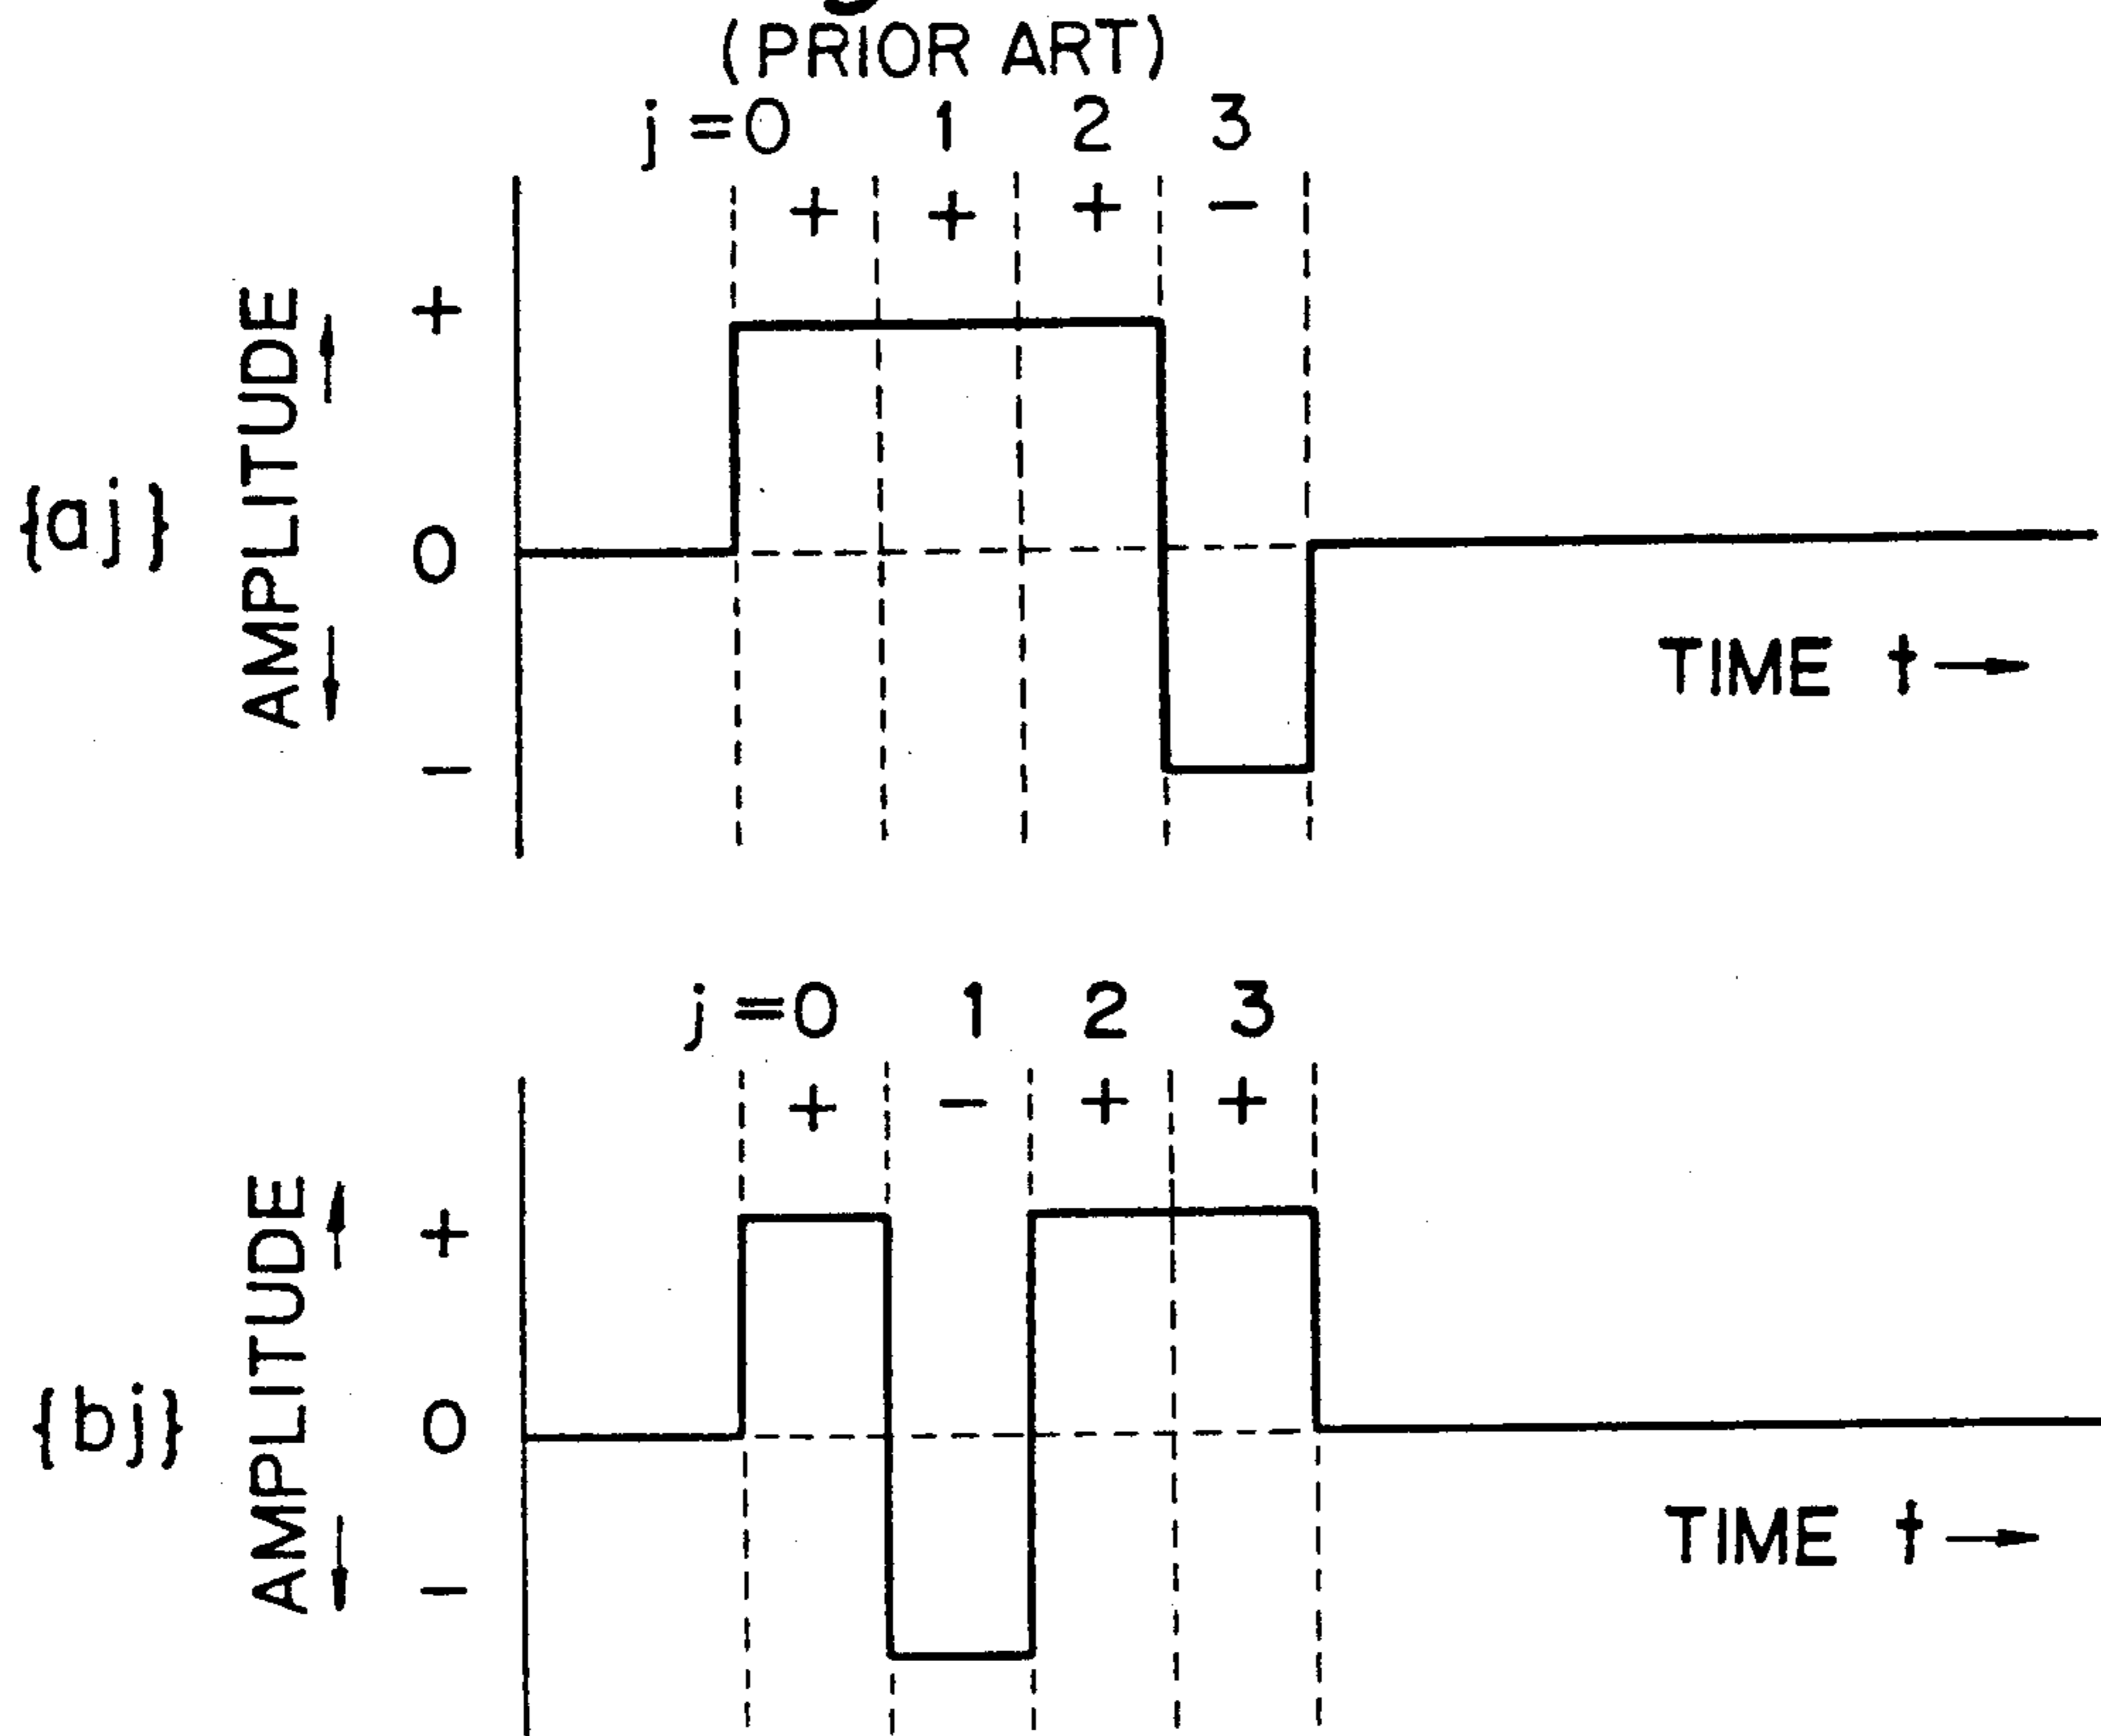 (PRIOR ART)
j=0 1 2 3
+ + + -
+
AMPLITUDE
{aj}
0
TIME t
-
j=0 1 2 3
+ - + +
+
AMPLITUDE
{bj}
0
TIME t
-